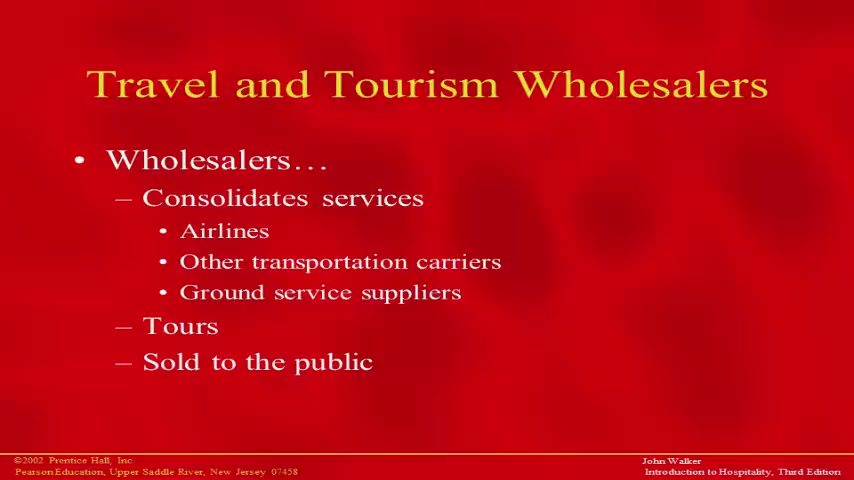 Travel and Tourism Wholesalers
• Wholesalers…
– Consolidates services
• Airlines
• Other transportation carriers
• Ground service suppliers
– Tours
– Sold to the public
©2002 Prentice Hall, Inc.
Pearson Education, Upper Saddle River, New Jersey 07458
John Walker
Introduction to Hospitality, Third Edition